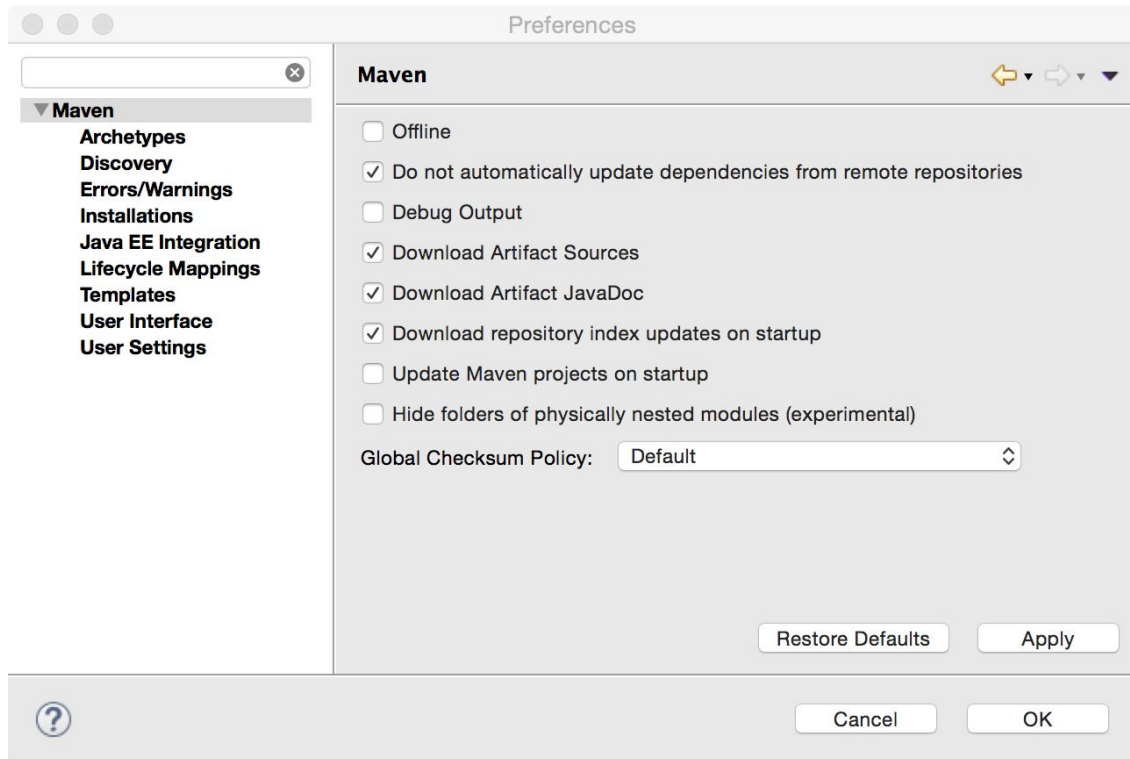 Preferences
Maven
Archetypes
Discovery
Errors/Warnings
Installations
Java EE Integration
Lifecycle Mappings
Templates
User Interface
User Settings
Maven
Offline
Do not automatically update dependencies from remote repositories
Debug Output
Download Artifact Sources
Download Artifact JavaDoc
Download repository index updates on startup
Update Maven projects on startup
Hide folders of physically nested modules (experimental)
Global Checksum Policy: Default
Restore Defaults Apply
? Cancel OK